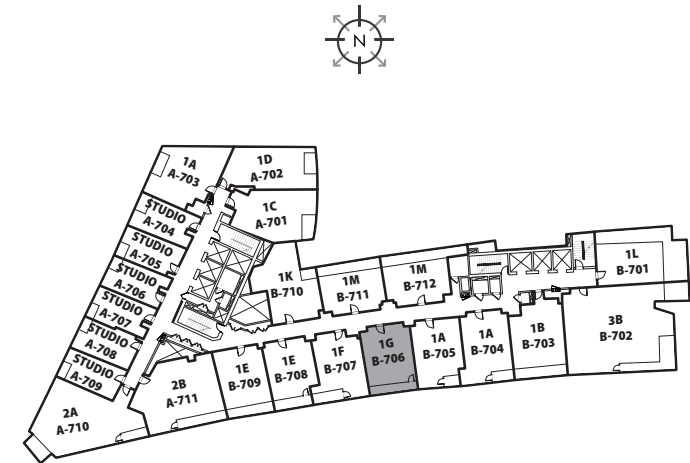 N
1A
A-703
1D
A-702
1C
A-701
STUDIO
A-704
STUDIO
A-705
STUDIO
A-706
STUDIO
A-707
STUDIO
A-708
STUDIO
A-709
2A
A-710
2B
A-711
1K
B-710
1M
B-711
1M
B-712
1L
B-701
1E
B-709
1E
B-708
1F
B-707
1G
B-706
1A
B-705
1A
B-704
1B
B-703
3B
B-702